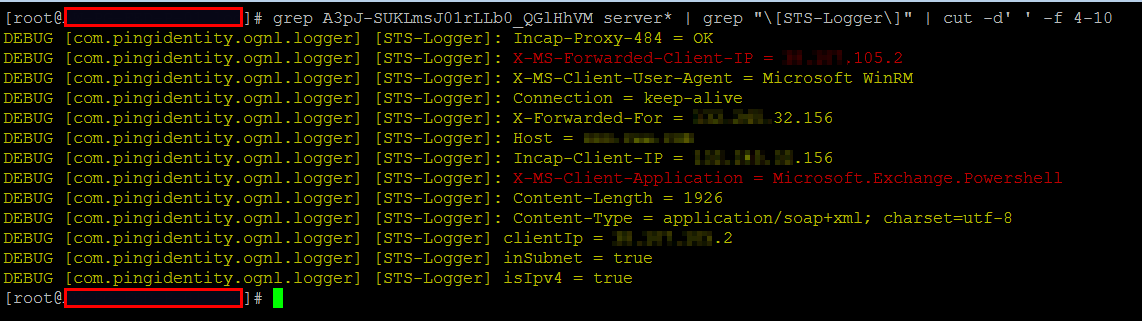 [root@ ]# grep A3pJ-SUKLmsJ01rLLb0_QGlHhVM server* | grep "\[STS-Logger\]" | cut -d' ' -f 4-10
DEBUG [com.pingidentity.ognl.logger] [STS-Logger]: Incap-Proxy-484 = OK
DEBUG [com.pingidentity.ognl.logger] [STS-Logger]: X-MS-Forwarded-Client-IP = .105.2
DEBUG [com.pingidentity.ognl.logger] [STS-Logger]: X-MS-Client-User-Agent = Microsoft WinRM
DEBUG [com.pingidentity.ognl.logger] [STS-Logger]: Connection = keep-alive
DEBUG [com.pingidentity.ognl.logger] [STS-Logger]: X-Forwarded-For = .32.156
DEBUG [com.pingidentity.ognl.logger] [STS-Logger]: Host =
DEBUG [com.pingidentity.ognl.logger] [STS-Logger]: Incap-Client-IP = .156
DEBUG [com.pingidentity.ognl.logger] [STS-Logger]: X-MS-Client-Application = Microsoft.Exchange.Powershell
DEBUG [com.pingidentity.ognl.logger] [STS-Logger]: Content-Length = 1926
DEBUG [com.pingidentity.ognl.logger] [STS-Logger]: Content-Type = application/soap+xml; charset=utf-8
DEBUG [com.pingidentity.ognl.logger] [STS-Logger] clientIp = .2
DEBUG [com.pingidentity.ognl.logger] [STS-Logger] inSubnet = true
DEBUG [com.pingidentity.ognl.logger] [STS-Logger] isIpv4 = true
[root@ ]#